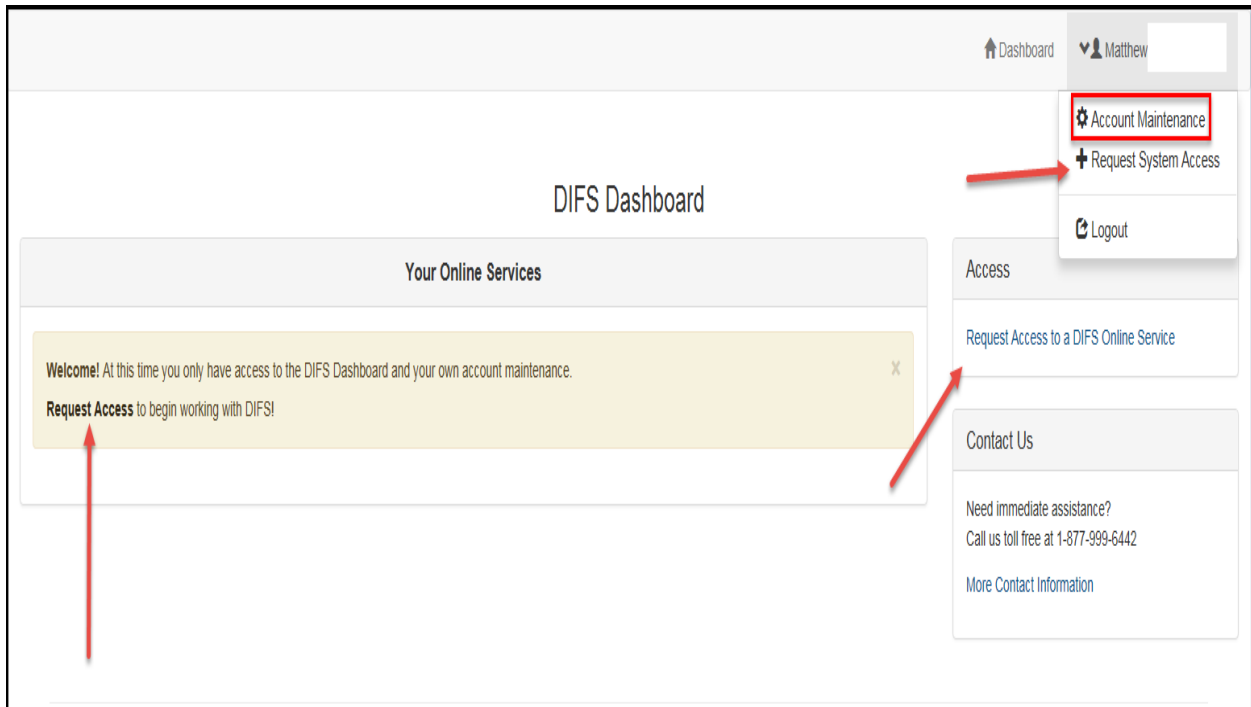 Dashboard
Matthew
Account Maintenance
Request System Access
Logout
DIFS Dashboard
Your Online Services
Welcome! At this time you only have access to the DIFS Dashboard and your own account maintenance.
x
Request Access to begin working with DIFS!
Access
Request Access to a DIFS Online Service
Contact Us
Need immediate assistance?
Call us toll free at 1-877-999-6442
More Contact Information